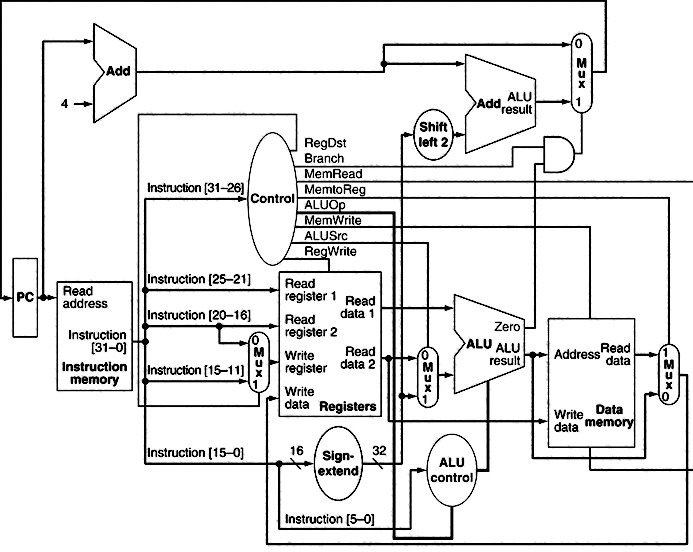 Add
4
Add ALU
result
0
M
u
x
1
Shift
left 2
RegDst
Branch
MemRead
MemtoReg
ALUOp
MemWrite
ALUSrc
RegWrite
Control
Instruction [31–26]
Instruction [25–21]
Instruction [20–16]
Instruction [15–11]
Instruction [15–0]
Instruction [5–0]
PC
Read
address
Instruction
[31–0]
Instruction
memory
0
M
u
x
1
Read
register 1
Read
register 2
Write
register
Write
data
Read
data 1
Read
data 2
Registers
0
M
u
x
1
Zero
ALU
ALU
result
Address
Read
data
Write
data
Data
memory
1
M
u
x
0
16
Sign-
extend
32
ALU
control